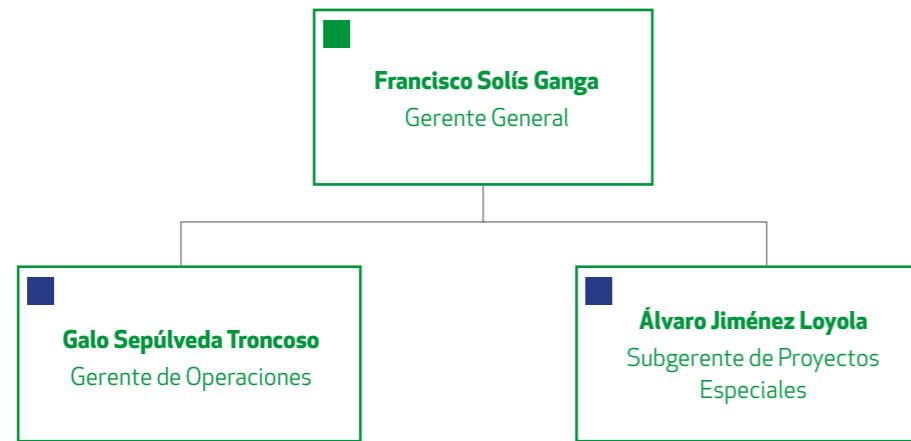 Francisco Solís Ganga
Gerente General
Galo Sepúlveda Troncoso
Gerente de Operaciones
Álvaro Jiménez Loyola
Subgerente de Proyectos
Especiales